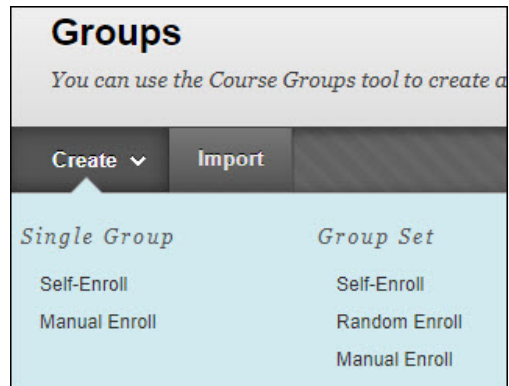 Groups
You can use the Course Groups tool to create a
Create Import
Single Group
Self-Enroll
Manual Enroll
Group Set
Self-Enroll
Random Enroll
Manual Enroll